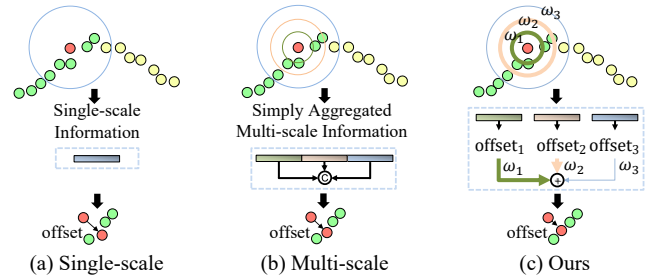 ω₃
ω₂
ω₁
Single-scale
Information
Simply Aggregated
Multi-scale Information
offset₁ offset₂ offset₃
ω₁ ω₂ ω₃
C
+
offset
offset
offset
(a) Single-scale
(b) Multi-scale
(c) Ours